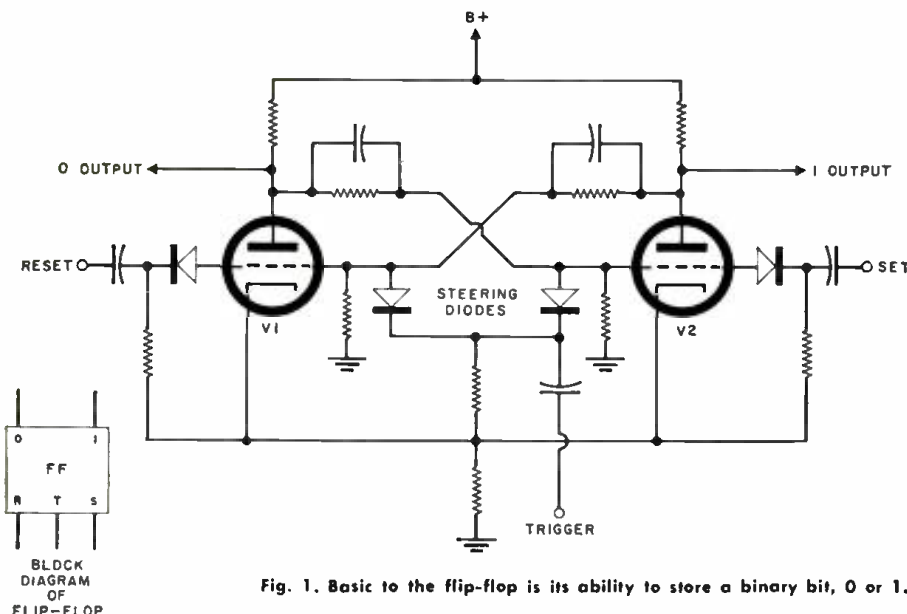 B+
0 OUTPUT
1 OUTPUT
RESET
SET
STEERING
DIODES
V1
V2
0 1
FF
R T S
TRIGGER
BLOCK
DIAGRAM
OF
FLIP-FLOP
Fig. 1. Basic to the flip-flop is its ability to store a binary bit, 0 or 1.